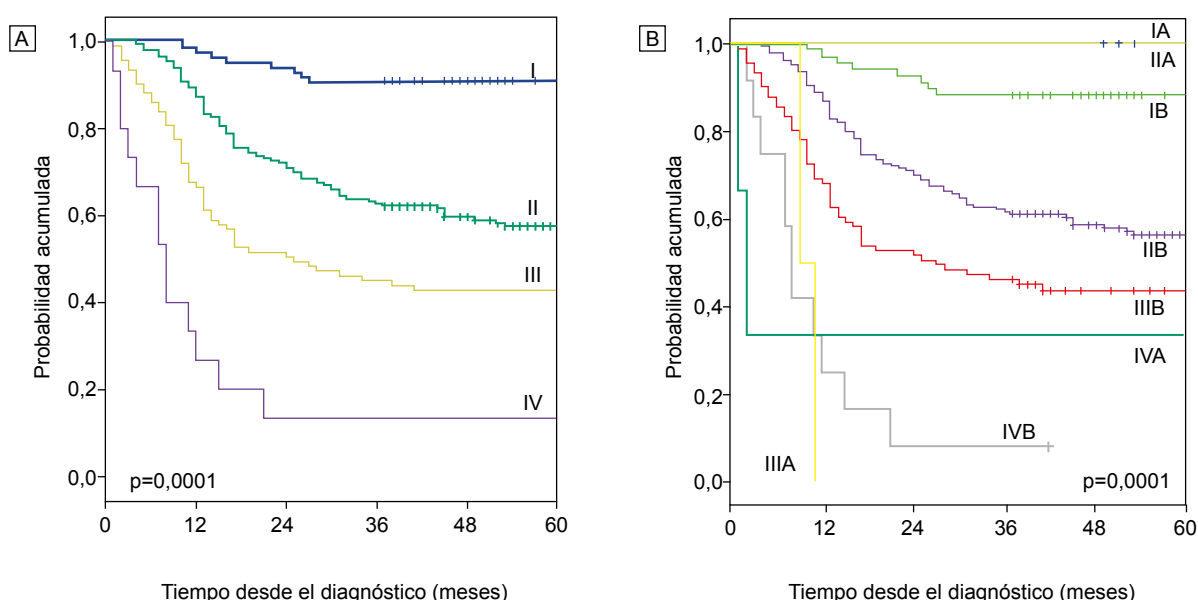 A
Probabilidad acumulada
1,0
0,8
0,6
0,4
0,2
0,0
I
II
III
IV
p=0,0001
0 12 24 36 48 60
Tiempo desde el diagnóstico (meses)
B
Probabilidad acumulada
1,0
0,8
0,6
0,4
0,2
0,0
IA
IIA
IB
IIB
IIIB
IVA
IVB
IIIA
p=0,0001
0 12 24 36 48 60
Tiempo desde el diagnóstico (meses)